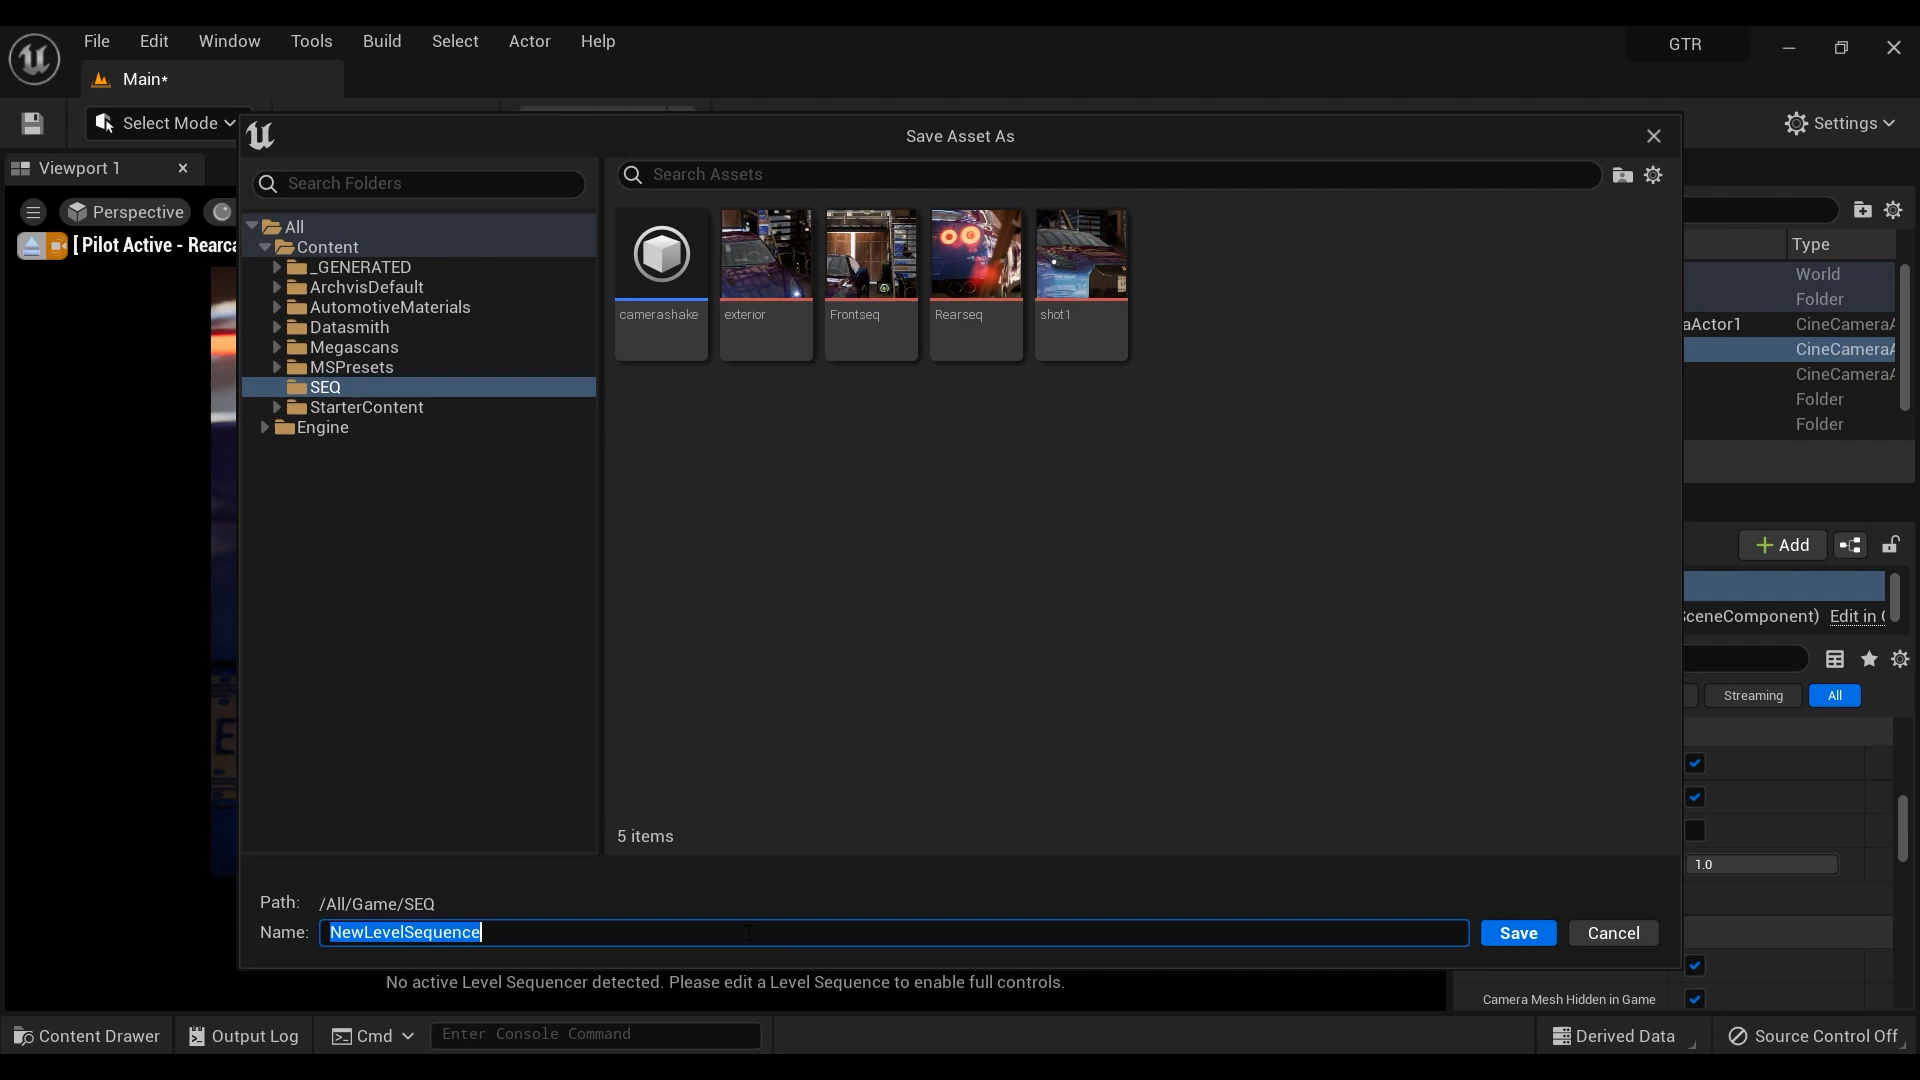 File Edit Window Tools Build Select Actor Help
GTR
Main*
Select Mode
Settings
Save Asset As
Viewport 1
Search Folders
Search Assets
Perspective
[ Pilot Active - Rearca
All
Content
_GENERATED
ArchvisDefault
AutomotiveMaterials
Datasmith
Megascans
MSPresets
SEQ
StarterContent
Engine
camerashake
exterior
Frontseq
Rearseq
shot1
5 items
Path: /All/Game/SEQ
Name: NewLevelSequence
Save
Cancel
Type
World
Folder
aActor1 CineCameraA
CineCameraA
CineCameraA
Folder
Folder
Add
SceneComponent) Edit in C
Streaming
All
1.0
Camera Mesh Hidden in Game
No active Level Sequencer detected. Please edit a Level Sequence to enable full controls.
Content Drawer
Output Log
Cmd
Enter Console Command
Derived Data
Source Control Off